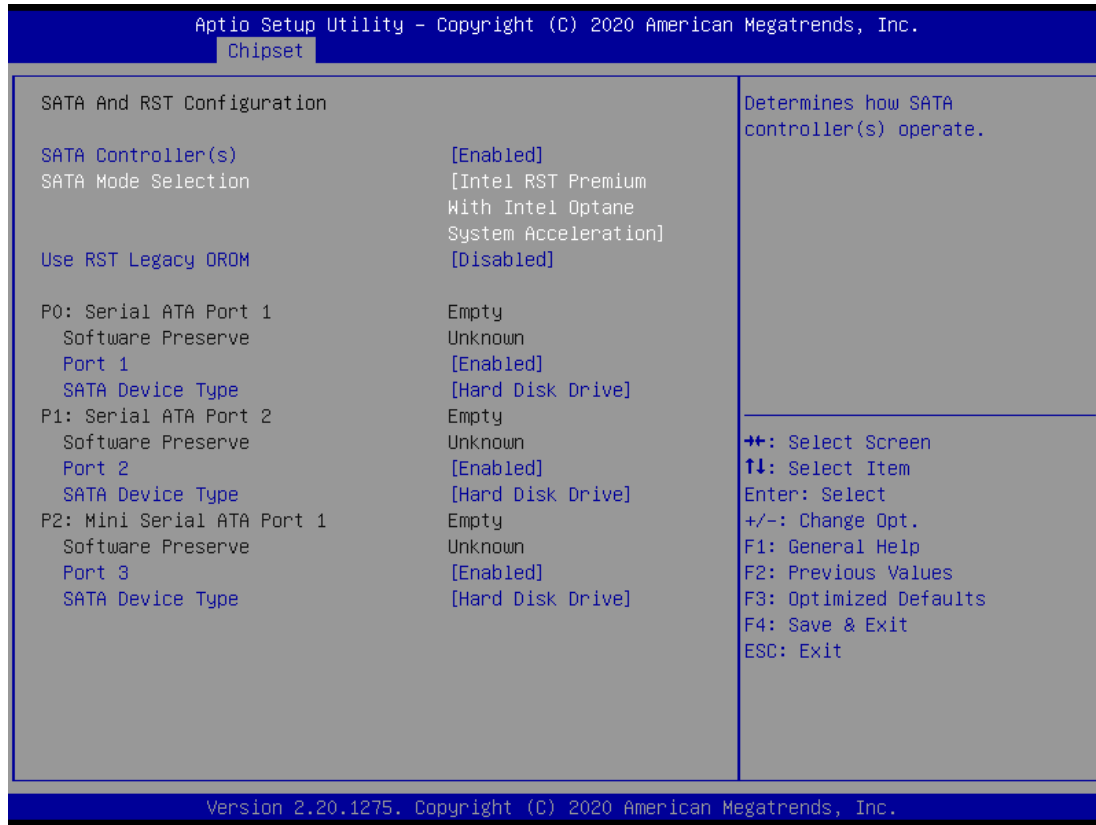 Aptio Setup Utility – Copyright (C) 2020 American Megatrends, Inc.
Chipset
SATA And RST Configuration
SATA Controller(s) [Enabled]
SATA Mode Selection [Intel RST Premium
With Intel Optane
System Acceleration]
Use RST Legacy OROM [Disabled]
P0: Serial ATA Port 1 Empty
Software Preserve Unknown
Port 1 [Enabled]
SATA Device Type [Hard Disk Drive]
P1: Serial ATA Port 2 Empty
Software Preserve Unknown
Port 2 [Enabled]
SATA Device Type [Hard Disk Drive]
P2: Mini Serial ATA Port 1 Empty
Software Preserve Unknown
Port 3 [Enabled]
SATA Device Type [Hard Disk Drive]
Determines how SATA
controller(s) operate.
→←: Select Screen
↑↓: Select Item
Enter: Select
+/-: Change Opt.
F1: General Help
F2: Previous Values
F3: Optimized Defaults
F4: Save & Exit
ESC: Exit
Version 2.20.1275. Copyright (C) 2020 American Megatrends, Inc.